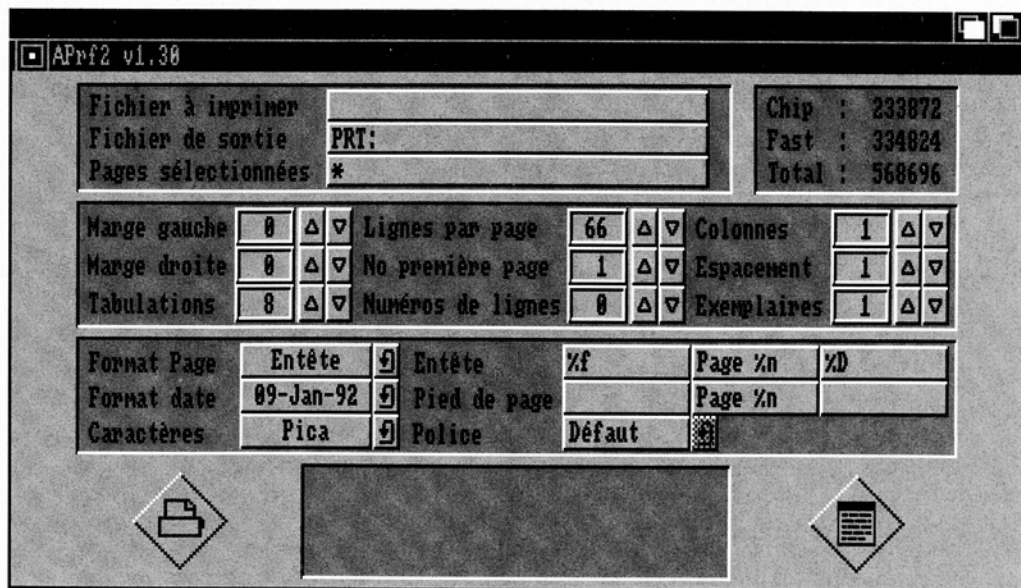 APrf2 v1.30
Fichier à imprimer
Fichier de sortie PRT:
Pages sélectionnées *
Chip : 233872
Fast : 334824
Total : 568696
Marge gauche 0 Lignes par page 66 Colonnes 1
Marge droite 0 No première page 1 Espacement 1
Tabulations 8 Numéros de lignes 0 Exemplaires 1
Format Page Entête Entête %f Page %n %D
Format date 09-Jan-92 Pied de page Page %n
Caractères Pica Police Défaut